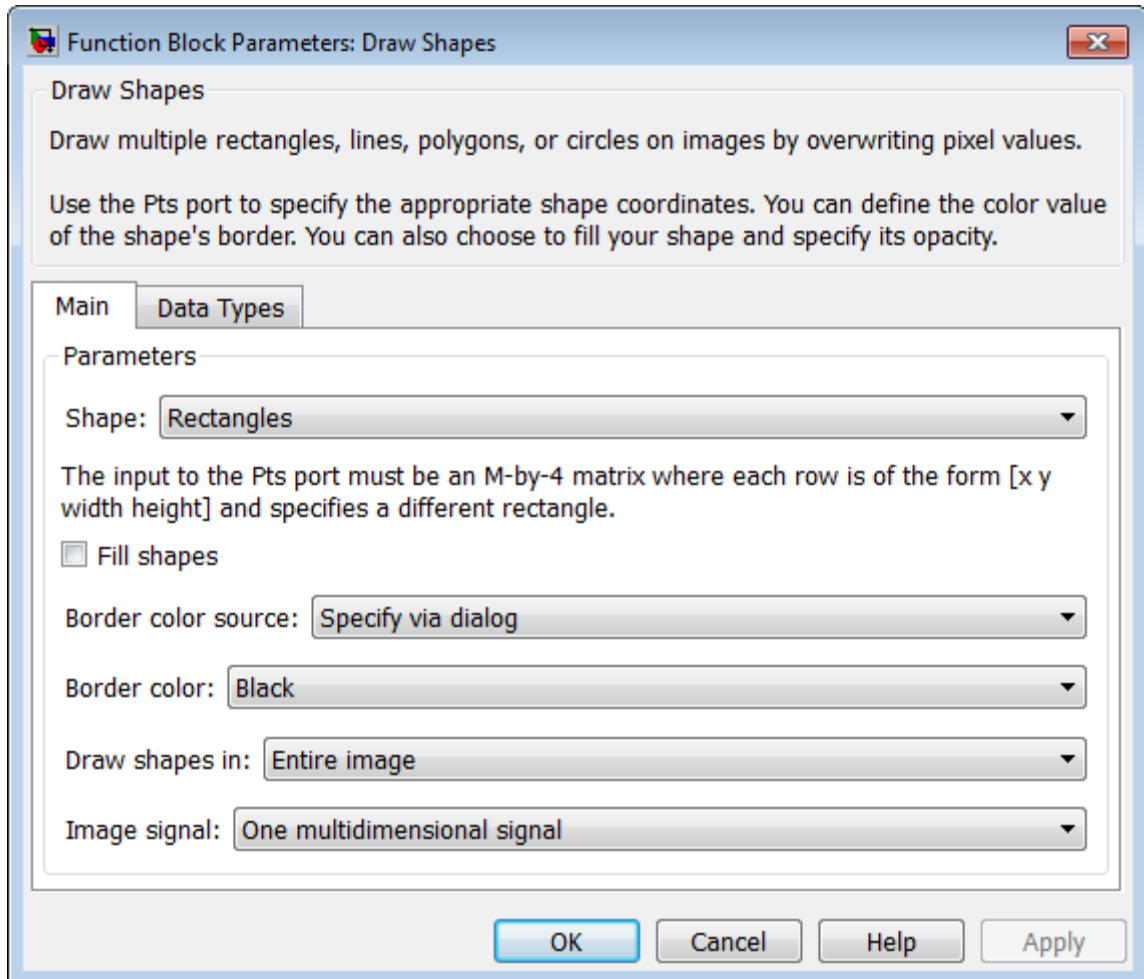 Function Block Parameters: Draw Shapes
Draw Shapes
Draw multiple rectangles, lines, polygons, or circles on images by overwriting pixel values.
Use the Pts port to specify the appropriate shape coordinates. You can define the color value
of the shape's border. You can also choose to fill your shape and specify its opacity.
Main Data Types
Parameters
Shape: Rectangles
The input to the Pts port must be an M-by-4 matrix where each row is of the form [x y
width height] and specifies a different rectangle.
Fill shapes
Border color source: Specify via dialog
Border color: Black
Draw shapes in: Entire image
Image signal: One multidimensional signal
OK Cancel Help Apply